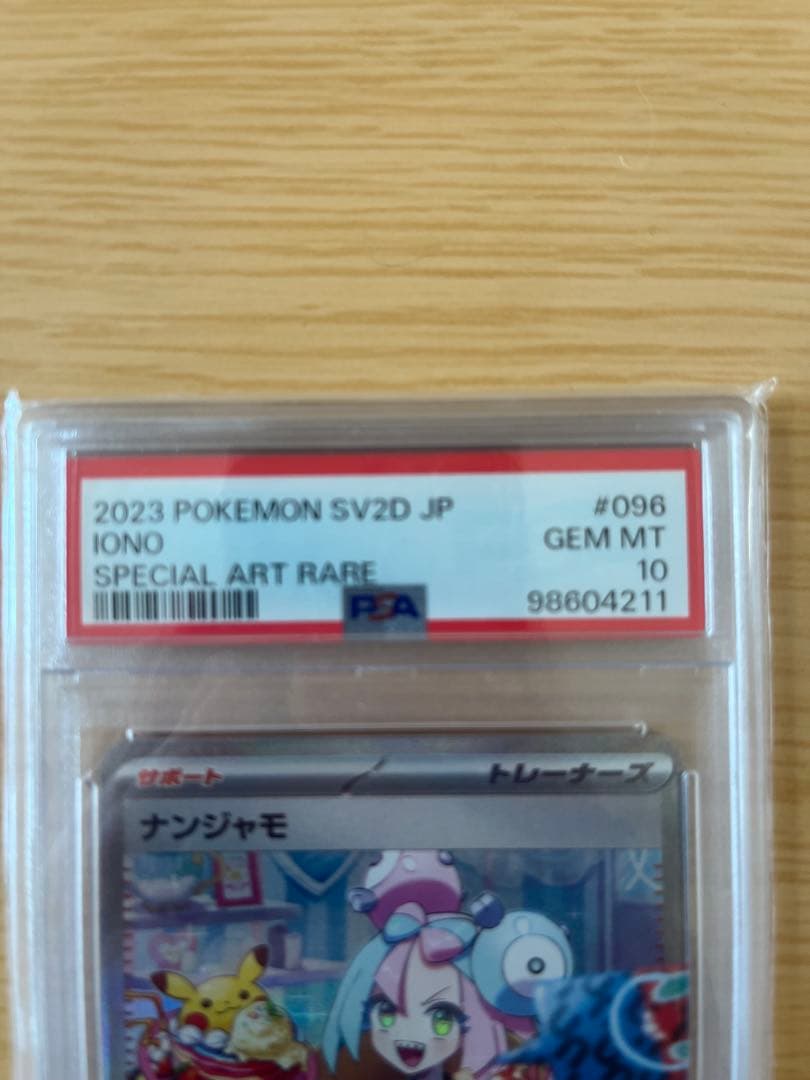 2023 POKEMON SV2D JP #096
IONO GEM MT
SPECIAL ART RARE 10
PSA 98604211
サポート トレーナーズ
ナンジャモ